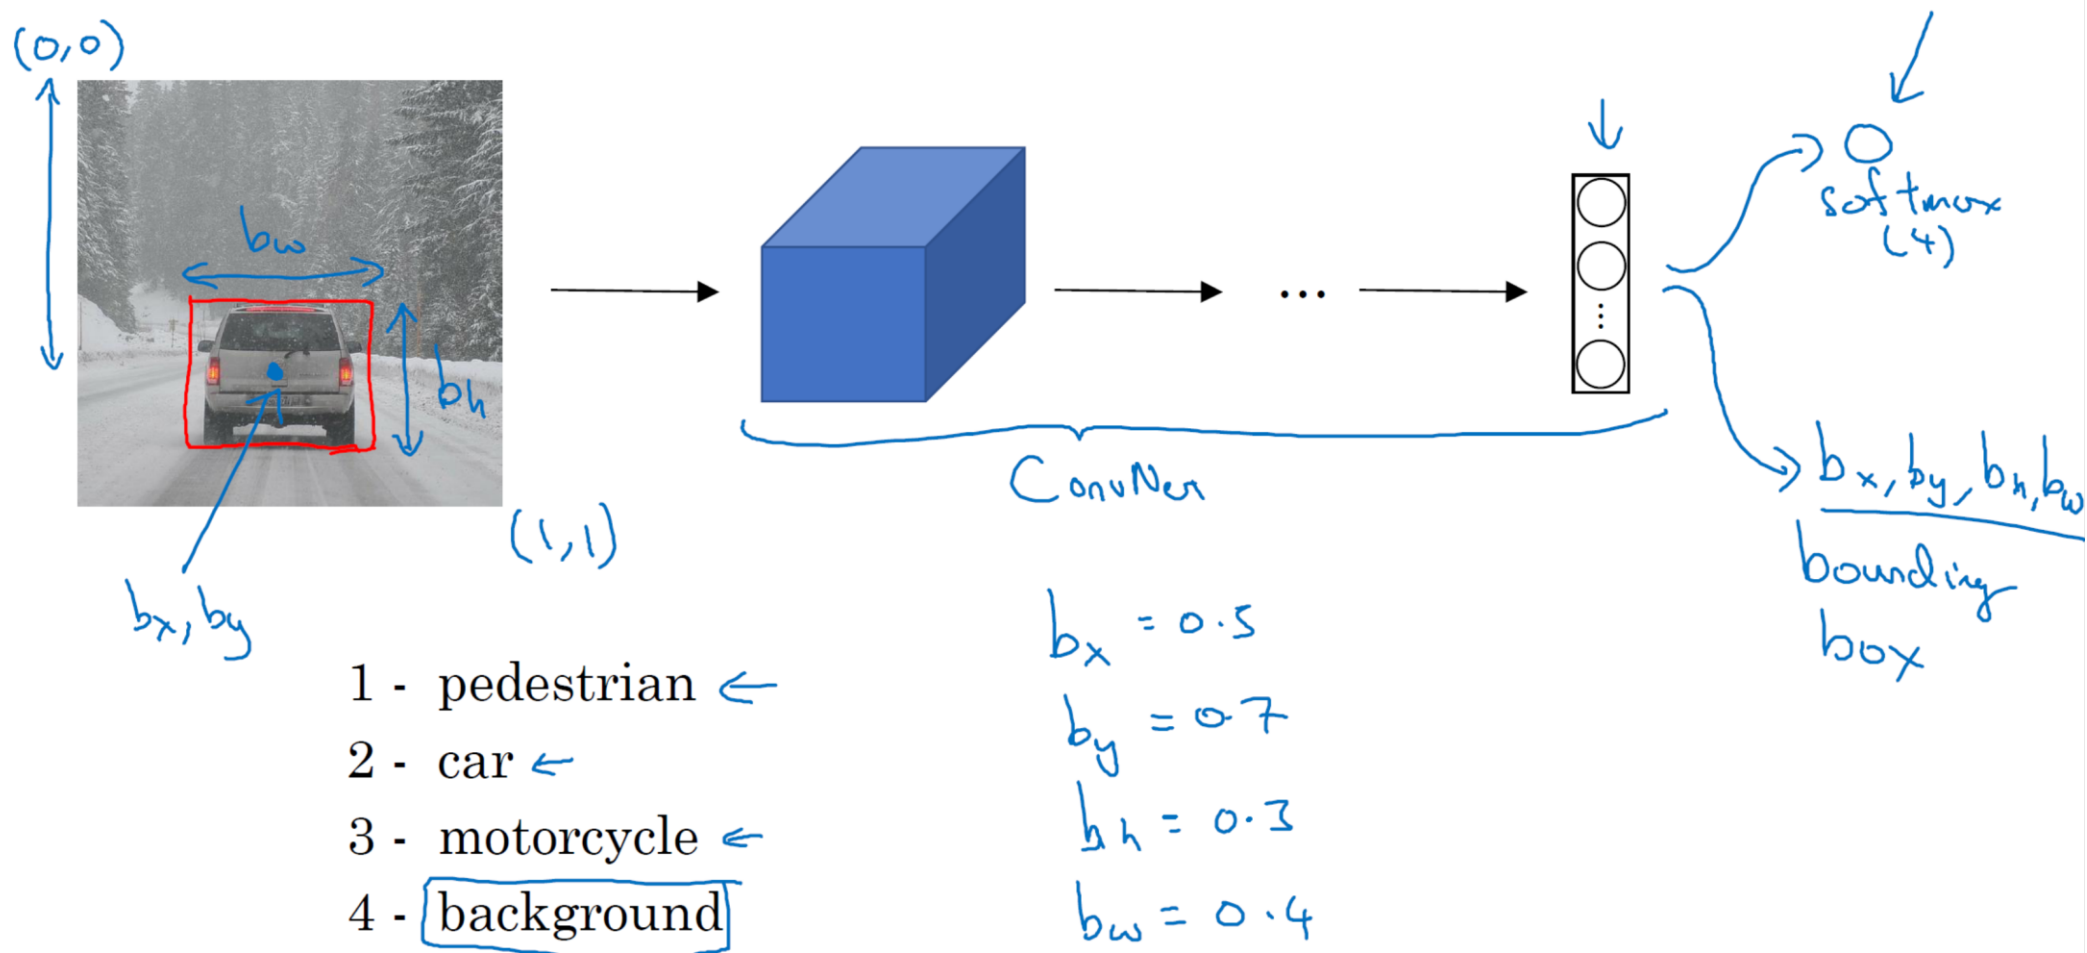 (0,0)
bw
bh
bx, by
(1,1)
...
ConvNet
softmax
(4)
bx, by, bh, bw
bounding
box
1 - pedestrian
2 - car
3 - motorcycle
4 - background
bx = 0.5
by = 0.7
bh = 0.3
bw = 0.4